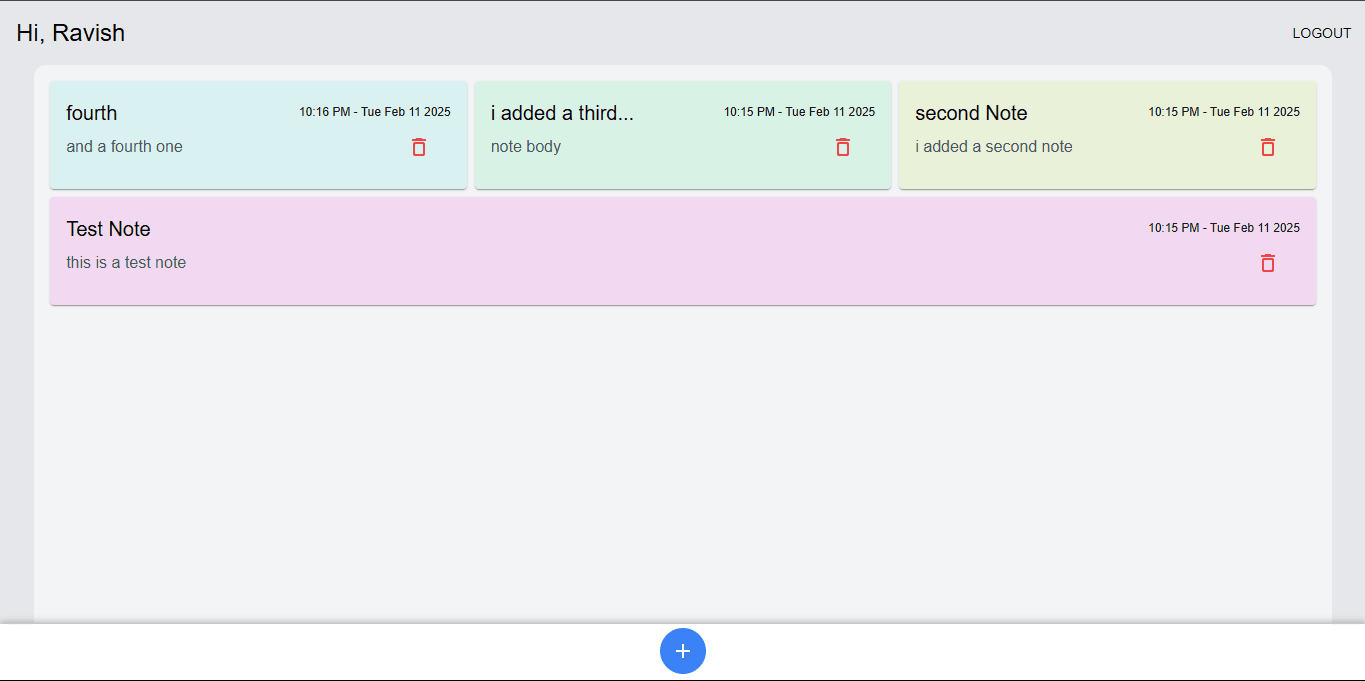 Hi, Ravish
LOGOUT
fourth
10:16 PM - Tue Feb 11 2025
and a fourth one
i added a third...
10:15 PM - Tue Feb 11 2025
note body
second Note
10:15 PM - Tue Feb 11 2025
i added a second note
Test Note
10:15 PM - Tue Feb 11 2025
this is a test note